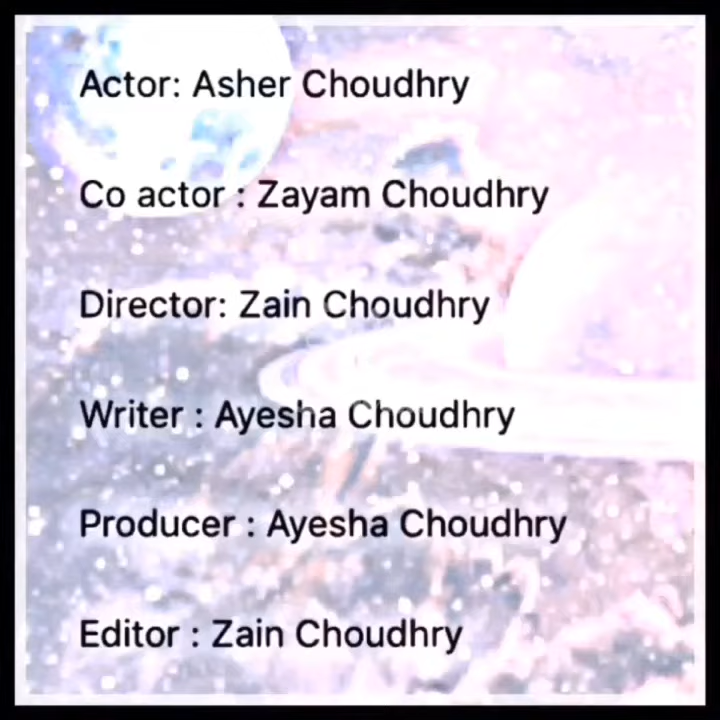 Actor: Asher Choudhry
Co actor : Zayam Choudhry
Director: Zain Choudhry
Writer : Ayesha Choudhry
Producer : Ayesha Choudhry
Editor : Zain Choudhry